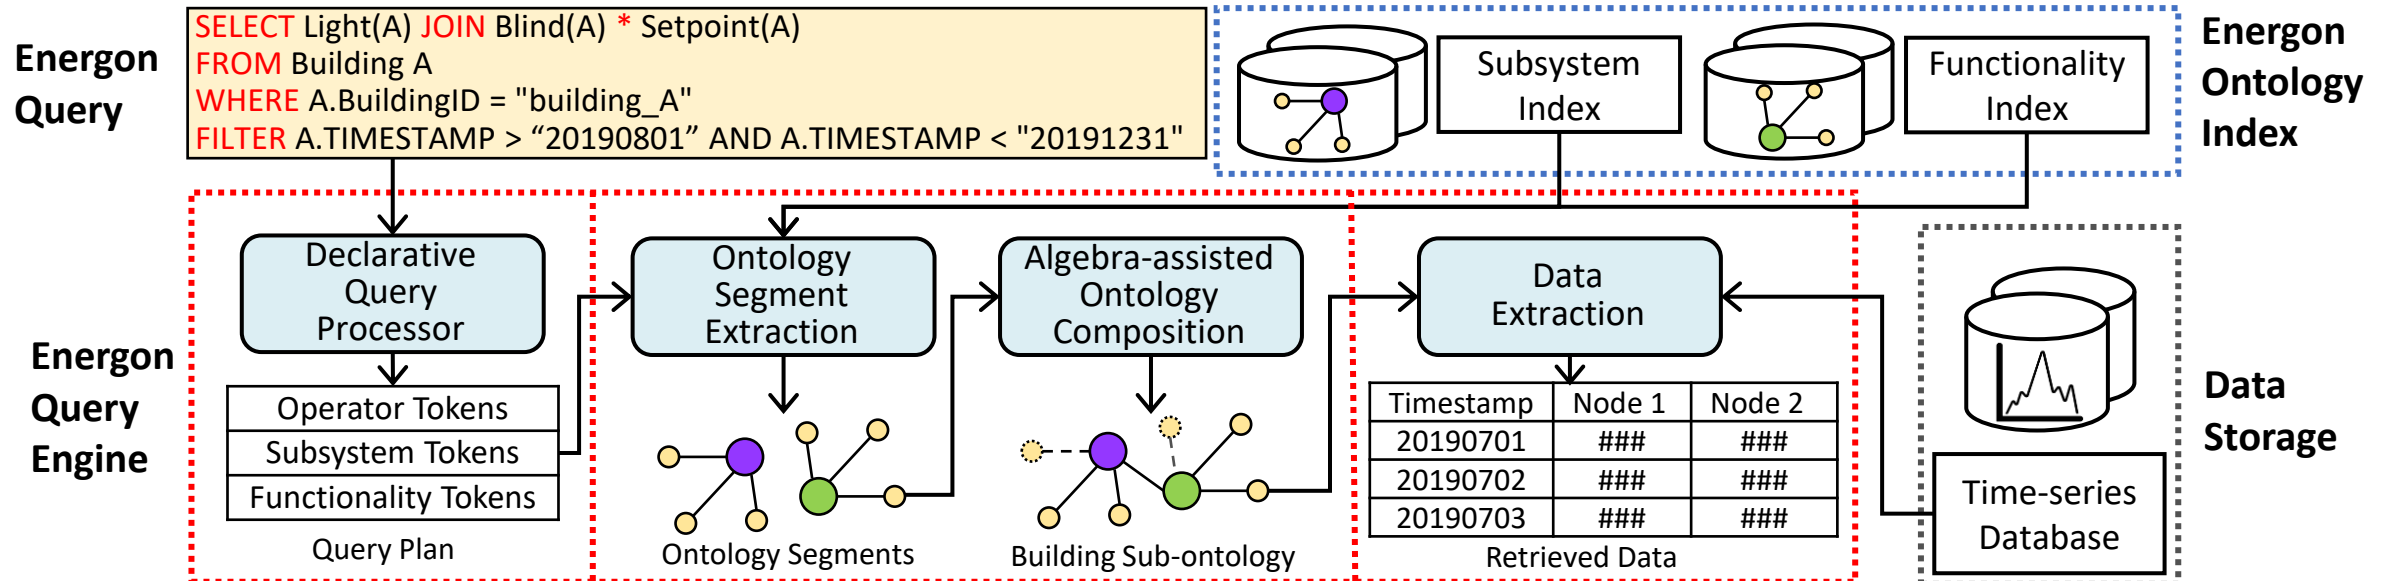 Energon
Query
SELECT Light(A) JOIN Blind(A) * Setpoint(A)
FROM Building A
WHERE A.BuildingID = "building_A"
FILTER A.TIMESTAMP > “20190801” AND A.TIMESTAMP < "20191231"
Subsystem
Index
Functionality
Index
Energon
Ontology
Index
Energon
Query
Engine
Declarative
Query
Processor
Operator Tokens
Subsystem Tokens
Functionality Tokens
Query Plan
Ontology
Segment
Extraction
Ontology Segments
Algebra-assisted
Ontology
Composition
Building Sub-ontology
Data
Extraction
Timestamp Node 1 Node 2
20190701 ### ###
20190702 ### ###
20190703 ### ###
Retrieved Data
Time-series
Database
Data
Storage